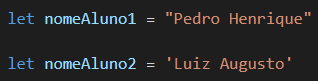 let nomeAluno1 = "Pedro Henrique"
let nomeAluno2 = 'Luiz Augusto'